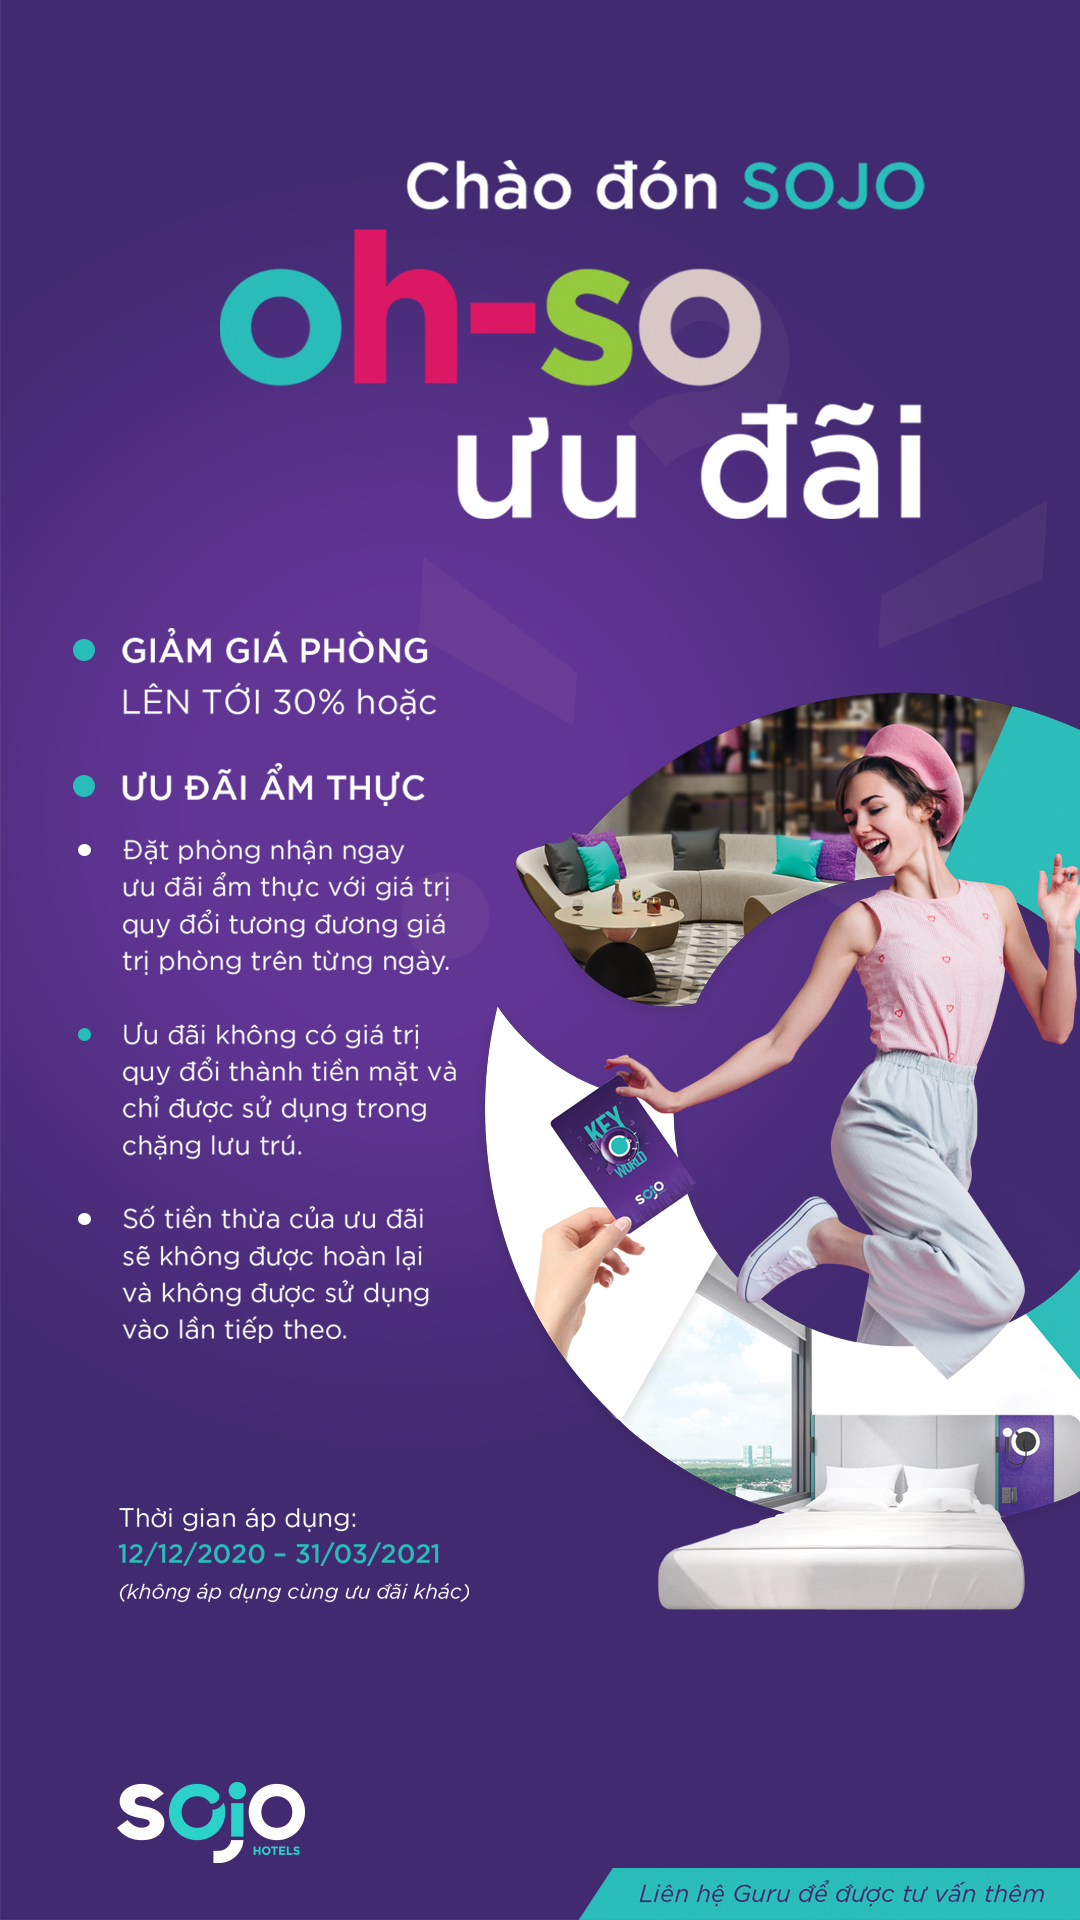 Chào đón SOJO
oh-so
ưu đãi
GIẢM GIÁ PHÒNG
LÊN TỚI 30% hoặc
ƯU ĐÃI ẨM THỰC
Đặt phòng nhận ngay
ưu đãi ẩm thực với giá trị
quy đổi tương đương giá
trị phòng trên từng ngày.
Ưu đãi không có giá trị
quy đổi thành tiền mặt và
chỉ được sử dụng trong
chặng lưu trú.
Số tiền thừa của ưu đãi
sẽ không được hoàn lại
và không được sử dụng
vào lần tiếp theo.
KEY
WORLD
sojo
Thời gian áp dụng:
12/12/2020 – 31/03/2021
(không áp dụng cùng ưu đãi khác)
sojo
HOTELS
Liên hệ Guru để được tư vấn thêm